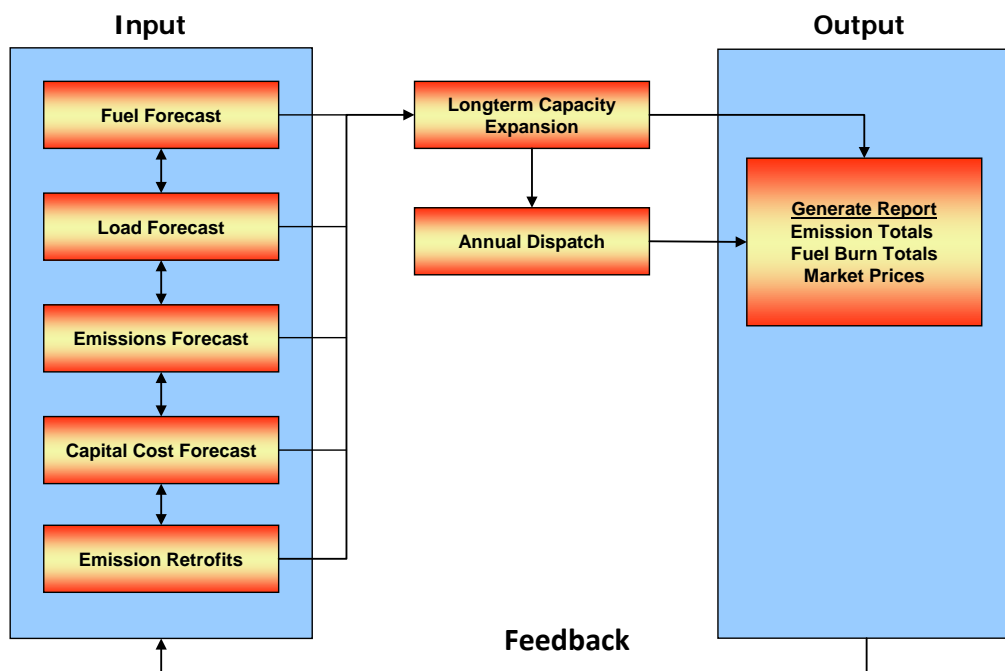 Input
Output
Fuel Forecast
Load Forecast
Emissions Forecast
Capital Cost Forecast
Emission Retrofits
Longterm Capacity
Expansion
Annual Dispatch
Generate Report
Emission Totals
Fuel Burn Totals
Market Prices
Feedback